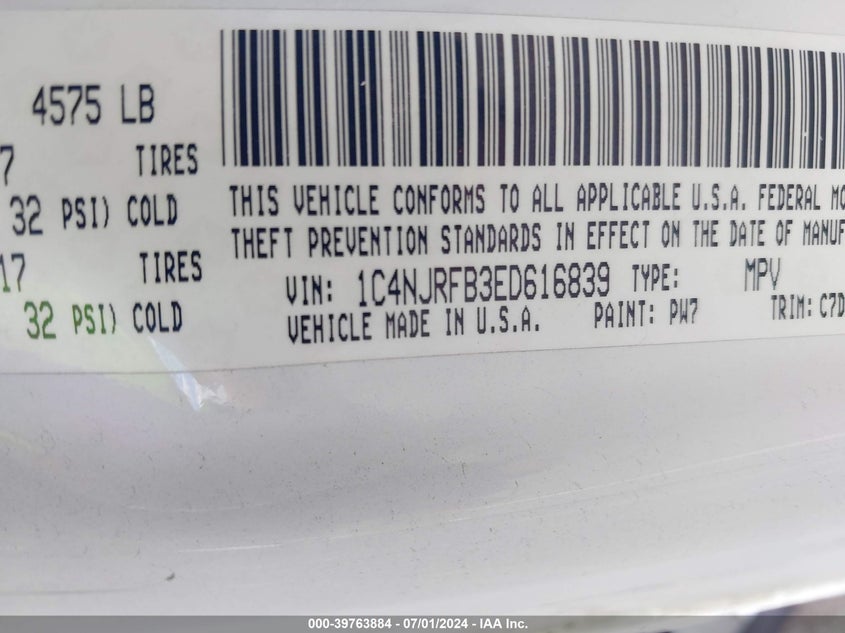 4575 LB
7 TIRES
32 PSI) COLD
17 TIRES
32 PSI) COLD
THIS VEHICLE CONFORMS TO ALL APPLICABLE U.S.A. FEDERAL MO
THEFT PREVENTION STANDARDS IN EFFECT ON THE DATE OF MANUF
VIN: 1C4NJRFB3ED616839 TYPE: MPV
VEHICLE MADE IN U.S.A. PAINT: PW7 TRIM: C7D
000-39763884 - 07/01/2024 - IAA Inc.